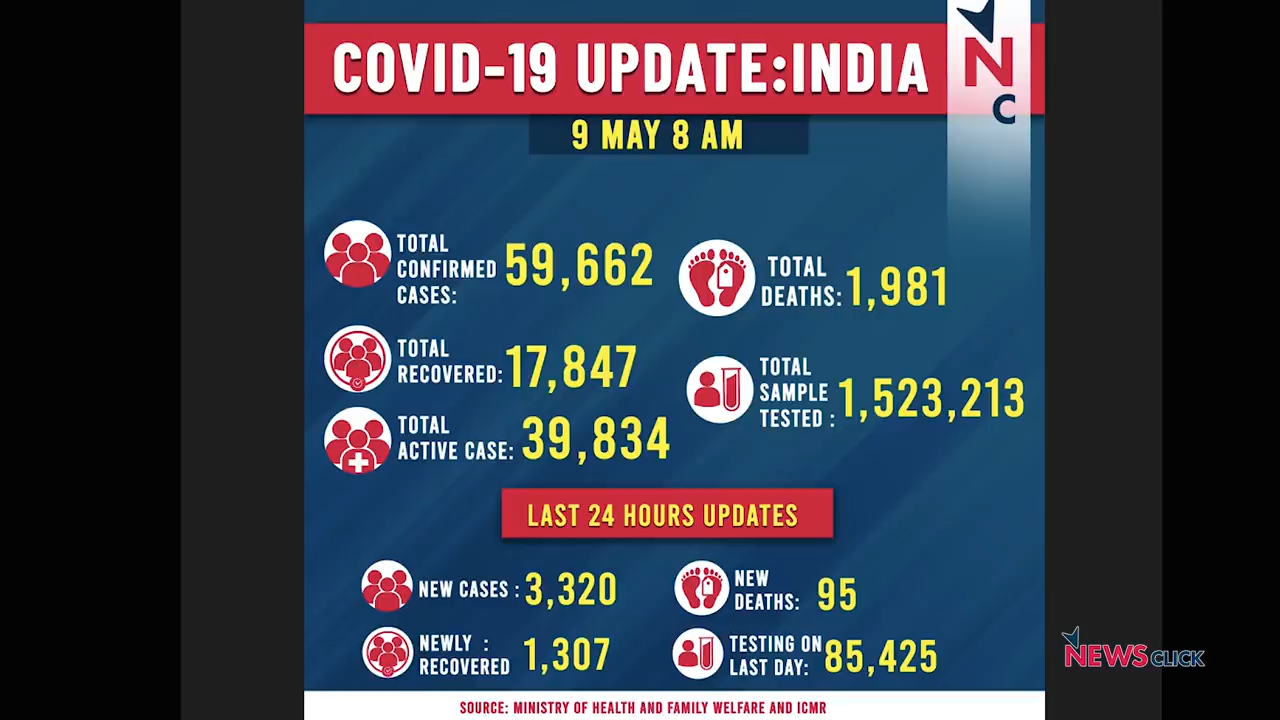 COVID-19 UPDATE:INDIA
N
C
9 MAY 8 AM
TOTAL
CONFIRMED
CASES:
59,662
TOTAL
DEATHS:
1,981
TOTAL
RECOVERED:
17,847
TOTAL
SAMPLE
TESTED :
1,523,213
TOTAL
ACTIVE CASE:
39,834
LAST 24 HOURS UPDATES
NEW CASES :
3,320
NEW
DEATHS:
95
NEWLY :
RECOVERED
1,307
TESTING ON
LAST DAY:
85,425
NEWSCLICK
SOURCE: MINISTRY OF HEALTH AND FAMILY WELFARE AND ICMR